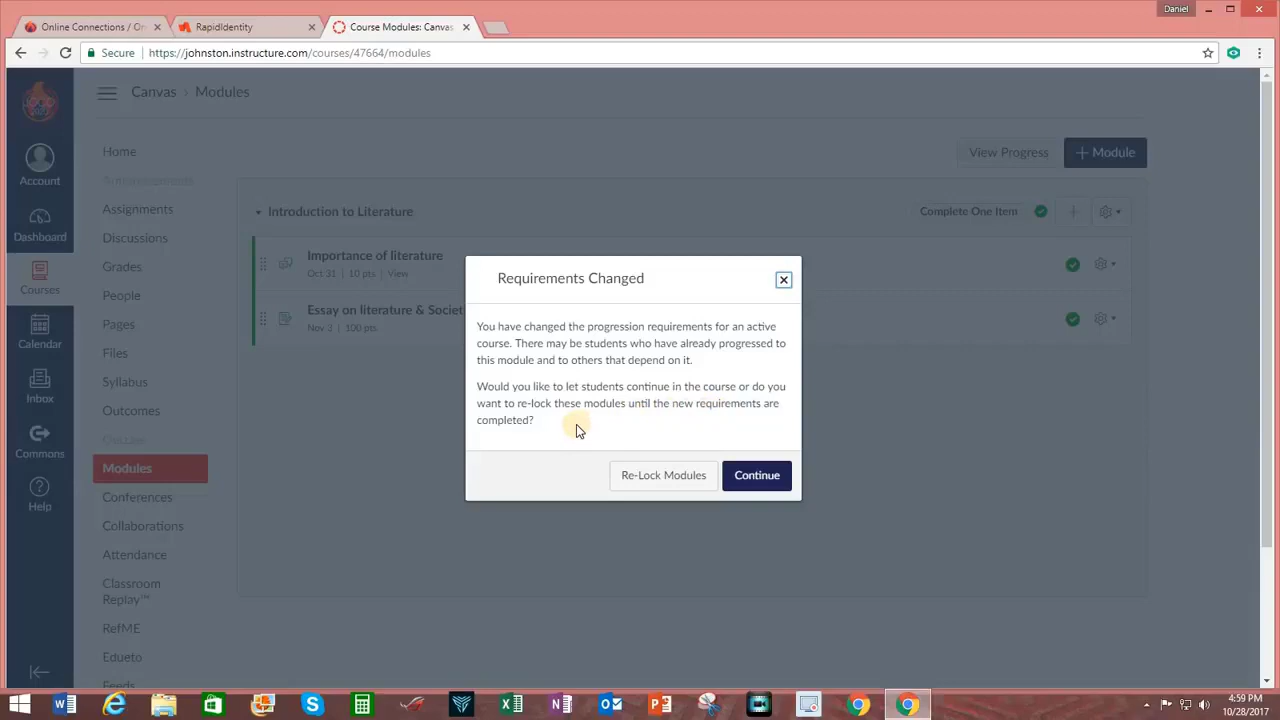 Daniel
Online Connections / On
RapidIdentity
Course Modules: Canvas
Secure
https://johnston.instructure.com/courses/47664/modules
Canvas › Modules
Account
Dashboard
Courses
Calendar
Inbox
Commons
Help
Home
Announcements
Assignments
Discussions
Grades
People
Pages
Files
Syllabus
Outcomes
Quizzes
Modules
Conferences
Collaborations
Attendance
Classroom
Replay™
RefME
Edueto
Feeds
View Progress
+ Module
Introduction to Literature
Complete One Item
Importance of literature
Oct 31 | 10 pts | View
Essay on literature & Societ
Nov 3 | 100 pts
Requirements Changed
You have changed the progression requirements for an active
course. There may be students who have already progressed to
this module and to others that depend on it.
Would you like to let students continue in the course or do you
want to re-lock these modules until the new requirements are
completed?
Re-Lock Modules
Continue
4:59 PM
10/28/2017